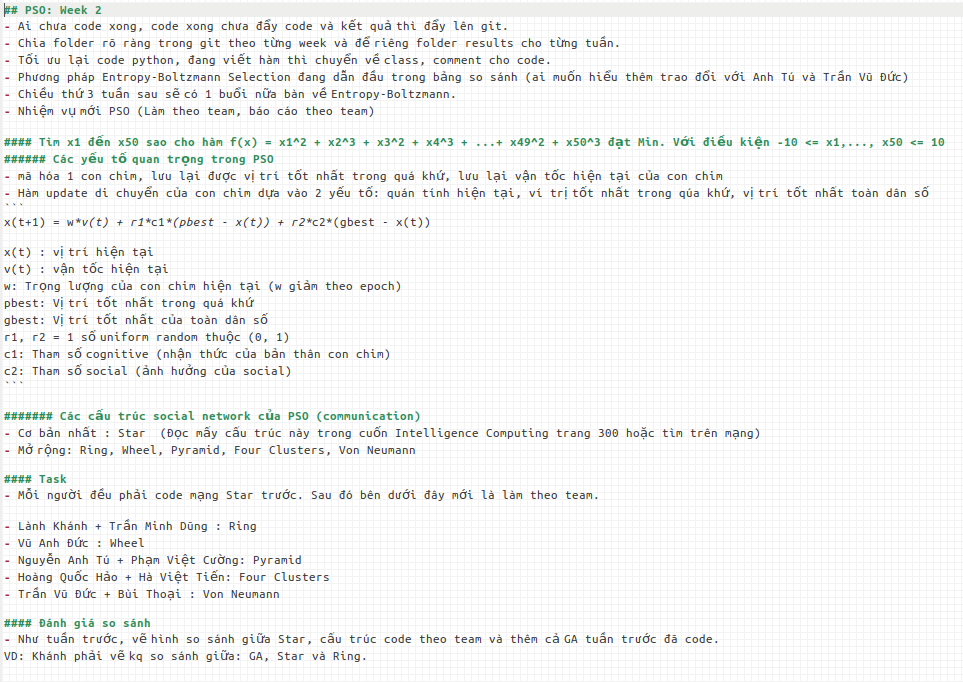 ## PSO: Week 2
- Ai chưa code xong, code xong chưa đẩy code và kết quả thì đẩy lên git.
- Chia folder rõ ràng trong git theo từng week và để riêng folder results cho từng tuần.
- Tối ưu lại code python, đang viết hàm thì chuyển về class, comment cho code.
- Phương pháp Entropy-Boltzmann Selection đang dẫn đầu trong bảng so sánh (ai muốn hiểu thêm trao đổi với Anh Tú và Trần Vũ Đức)
- Chiều thứ 3 tuần sau sẽ có 1 buổi nữa bàn về Entropy-Boltzmann.
- Nhiệm vụ mới PSO (Làm theo team, báo cáo theo team)
#### Tìm x1 đến x50 sao cho hàm f(x) = x1^2 + x2^3 + x3^2 + x4^3 + ...+ x49^2 + x50^3 đạt Min. Với điều kiện -10 <= x1,..., x50 <= 10
###### Các yếu tố quan trọng trong PSO
- mã hóa 1 con chim, lưu lại được vị trí tốt nhất trong quá khứ, lưu lại vận tốc hiện tại của con chim
- Hàm update di chuyển của con chim dựa vào 2 yếu tố: quán tính hiện tại, ví trị tốt nhất trong qúa khứ, vị trí tốt nhất toàn dân số
```
x(t+1) = w*v(t) + r1*c1*(pbest - x(t)) + r2*c2*(gbest - x(t))
x(t) : vị trí hiện tại
v(t) : vận tốc hiện tại
w: Trọng lượng của con chim hiện tại (w giảm theo epoch)
pbest: Vị trí tốt nhất trong quá khứ
gbest: Vị trí tốt nhất của toàn dân số
r1, r2 = 1 số uniform random thuộc (0, 1)
c1: Tham số cognitive (nhận thức của bản thân con chim)
c2: Tham số social (ảnh hưởng của social)
```
####### Các cấu trúc social network của PSO (communication)
- Cơ bản nhất : Star  (Đọc mấy cấu trúc này trong cuốn Intelligence Computing trang 300 hoặc tìm trên mạng)
- Mở rộng: Ring, Wheel, Pyramid, Four Clusters, Von Neumann
#### Task
- Mỗi người đều phải code mạng Star trước. Sau đó bên dưới đây mới là làm theo team.
- Lành Khánh + Trần Minh Dũng : Ring
- Vũ Anh Đức : Wheel
- Nguyễn Anh Tú + Phạm Việt Cường: Pyramid
- Hoàng Quốc Hảo + Hà Việt Tiến: Four Clusters
- Trần Vũ Đức + Bùi Thoại : Von Neumann
#### Đánh giá so sánh
- Như tuần trước, vẽ hình so sánh giữa Star, cấu trúc code theo team và thêm cả GA tuần trước đã code.
VD: Khánh phải vẽ kq so sánh giữa: GA, Star và Ring.